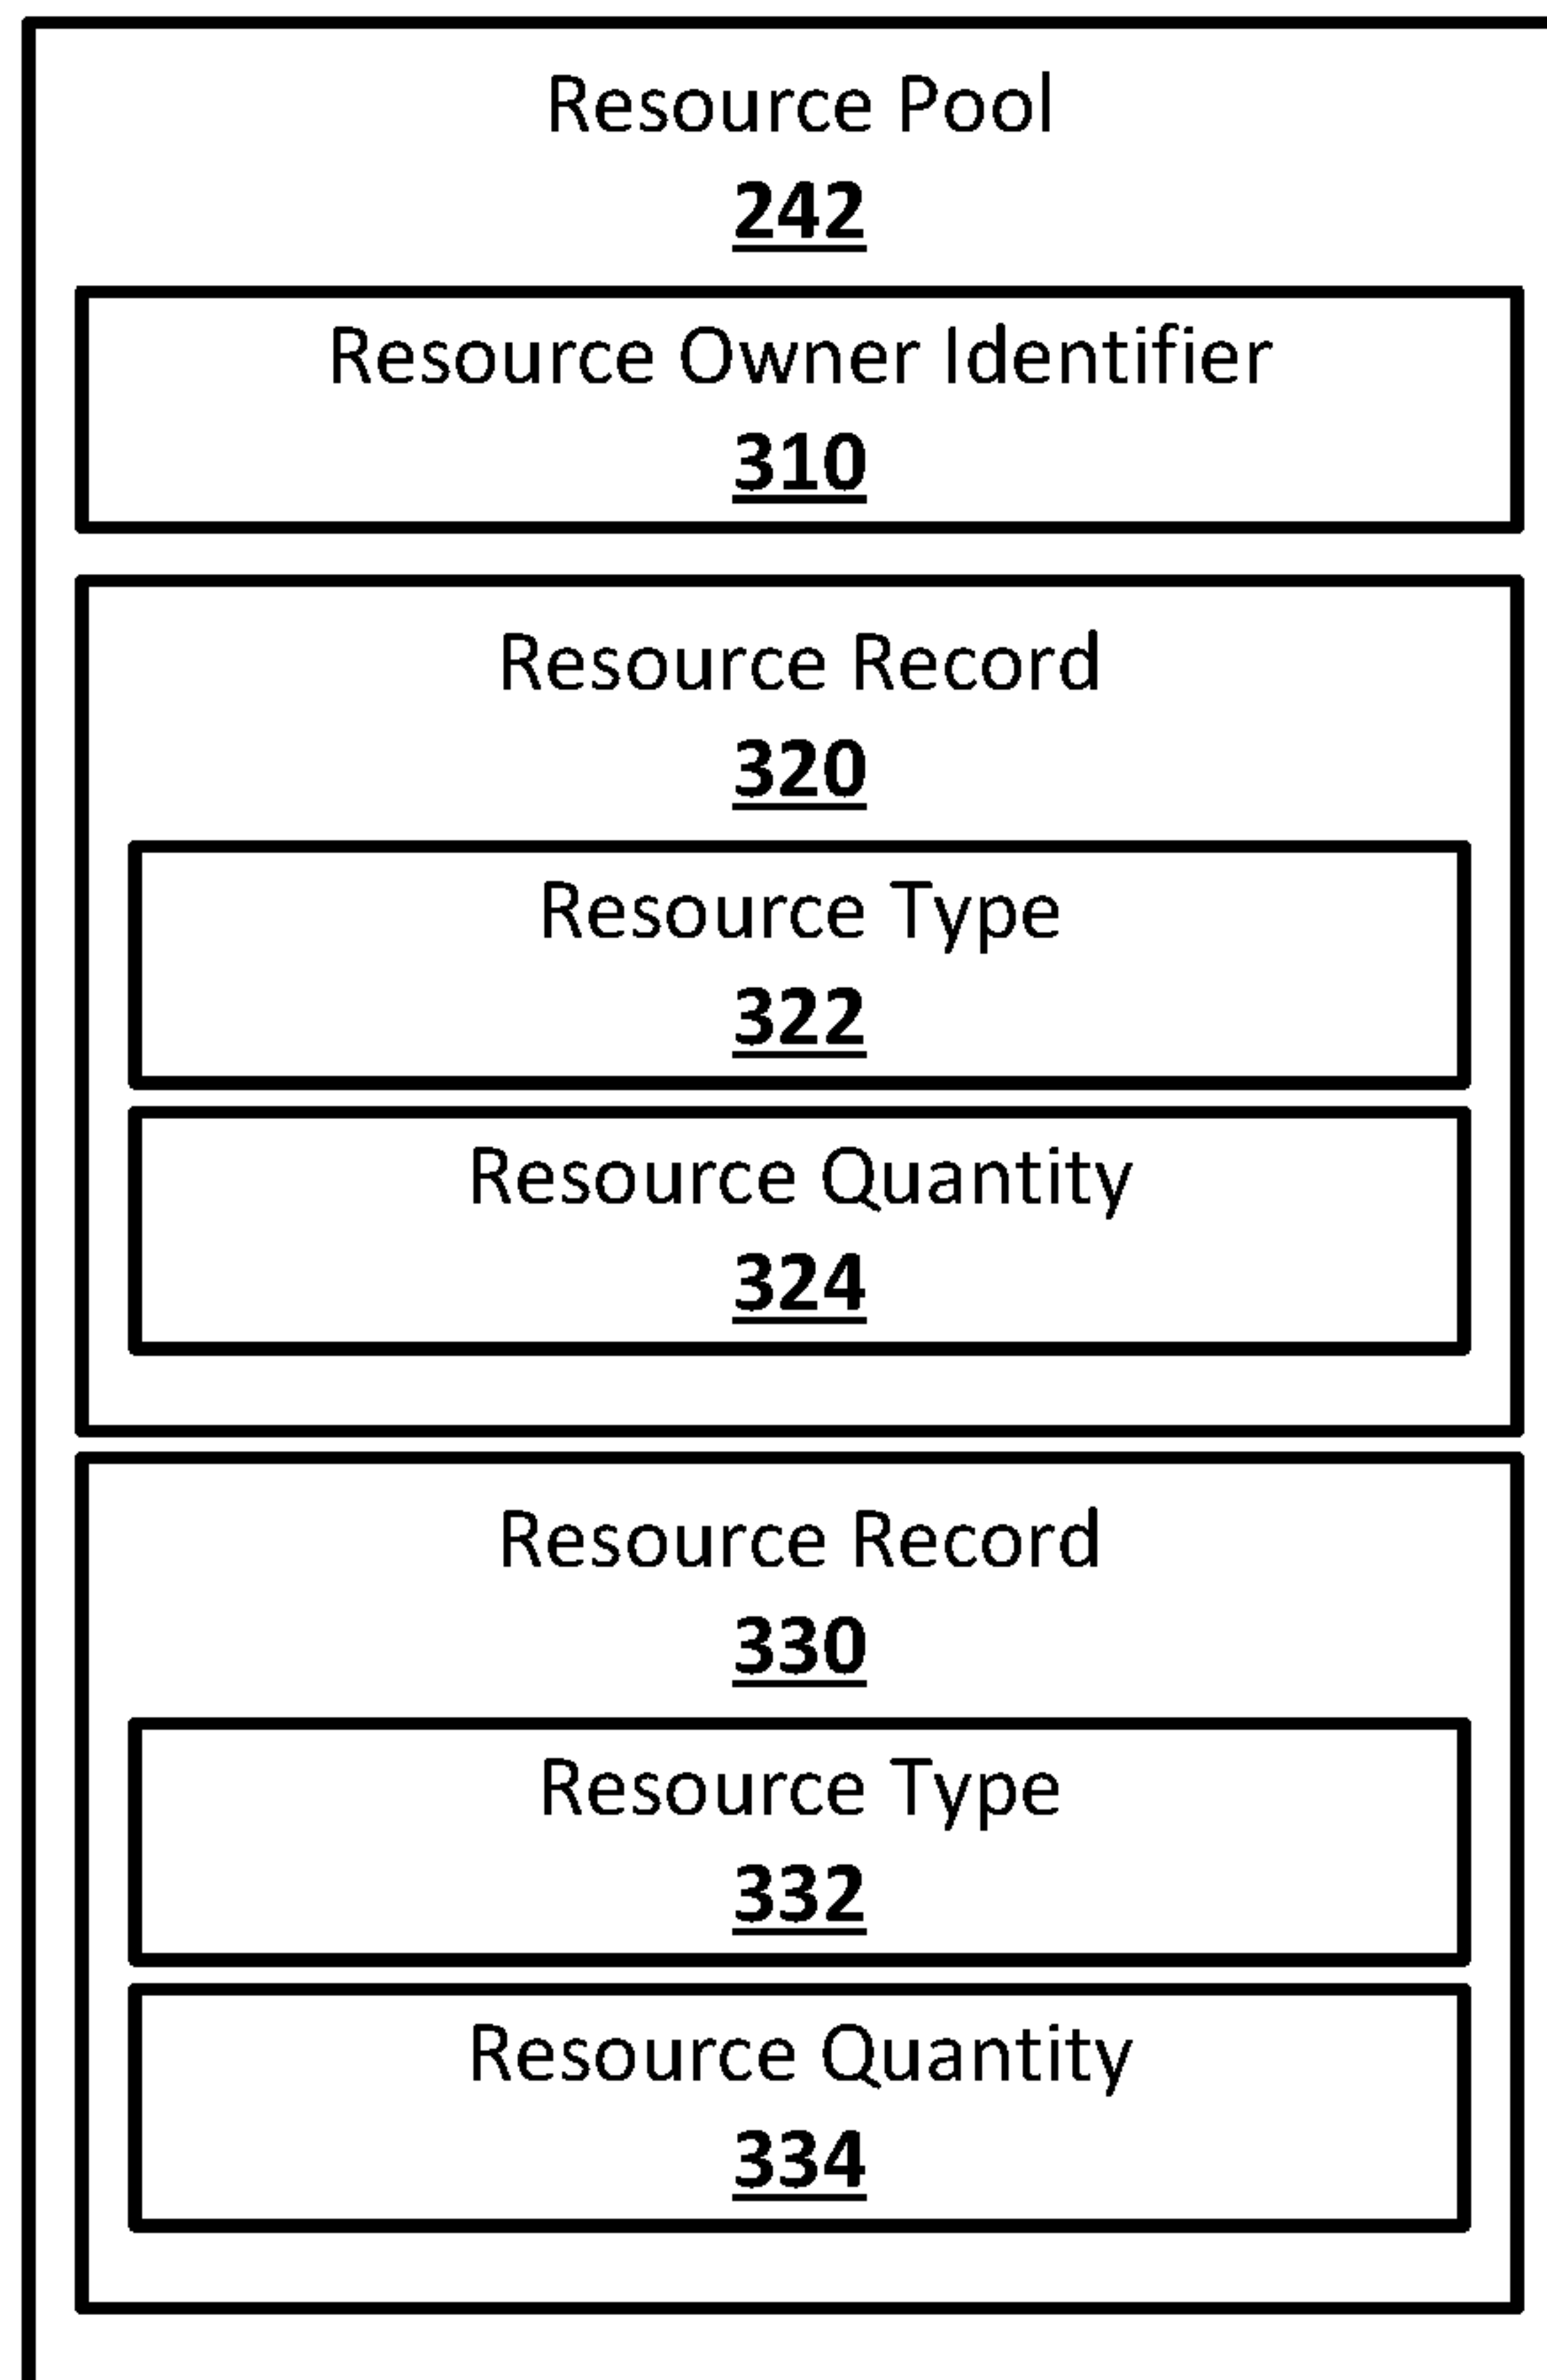 Resource Pool
242
Resource Owner Identifier
310
Resource Record
320
Resource Type
322
Resource Quantity
324
Resource Record
330
Resource Type
332
Resource Quantity
334